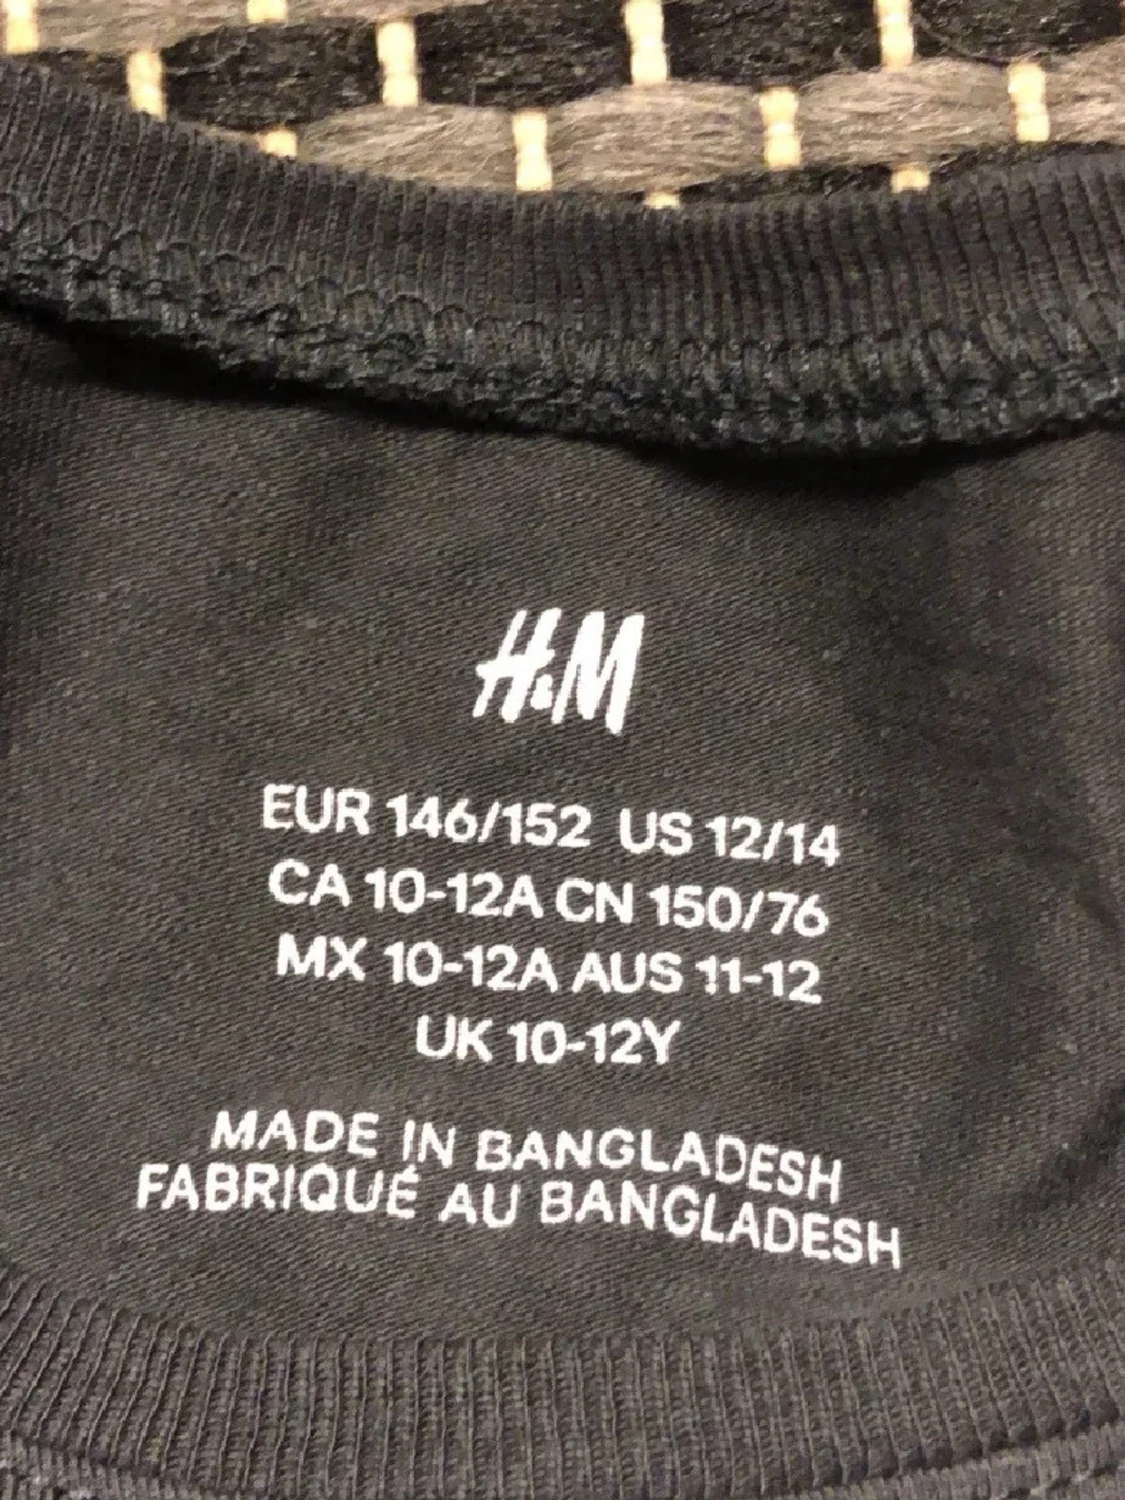 H&M
EUR 146/152 US 12/14
CA 10-12A CN 150/76
MX 10-12A AUS 11-12
UK 10-12Y
MADE IN BANGLADESH
FABRIQUÉ AU BANGLADESH